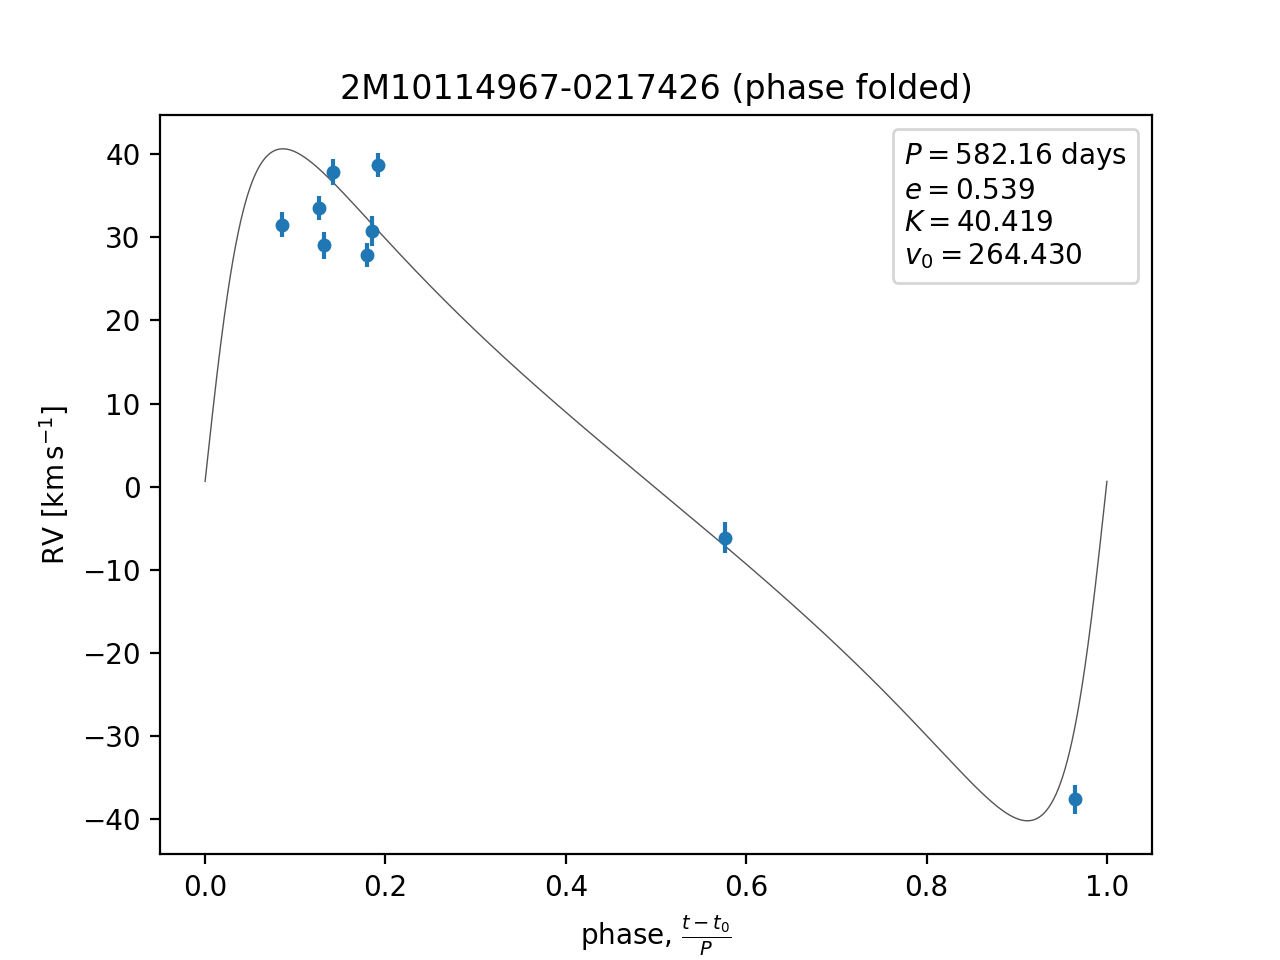 2M10114967-0217426 (phase folded)
P = 582.16 days
e = 0.539
K = 40.419
v₀ = 264.430
40
30
20
10
0
−10
−20
−30
−40
RV [km s⁻¹]
0.0 0.2 0.4 0.6 0.8 1.0
phase, (t − t₀)/P